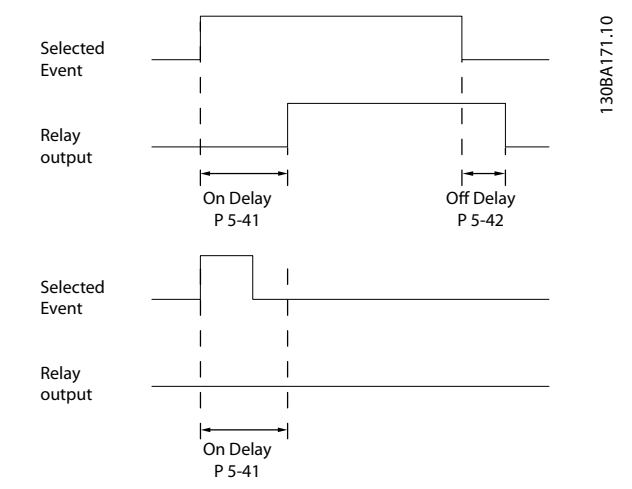 130BA171.10
Selected
Event
Relay
output
On Delay
P 5-41
Off Delay
P 5-42
Selected
Event
Relay
output
On Delay
P 5-41